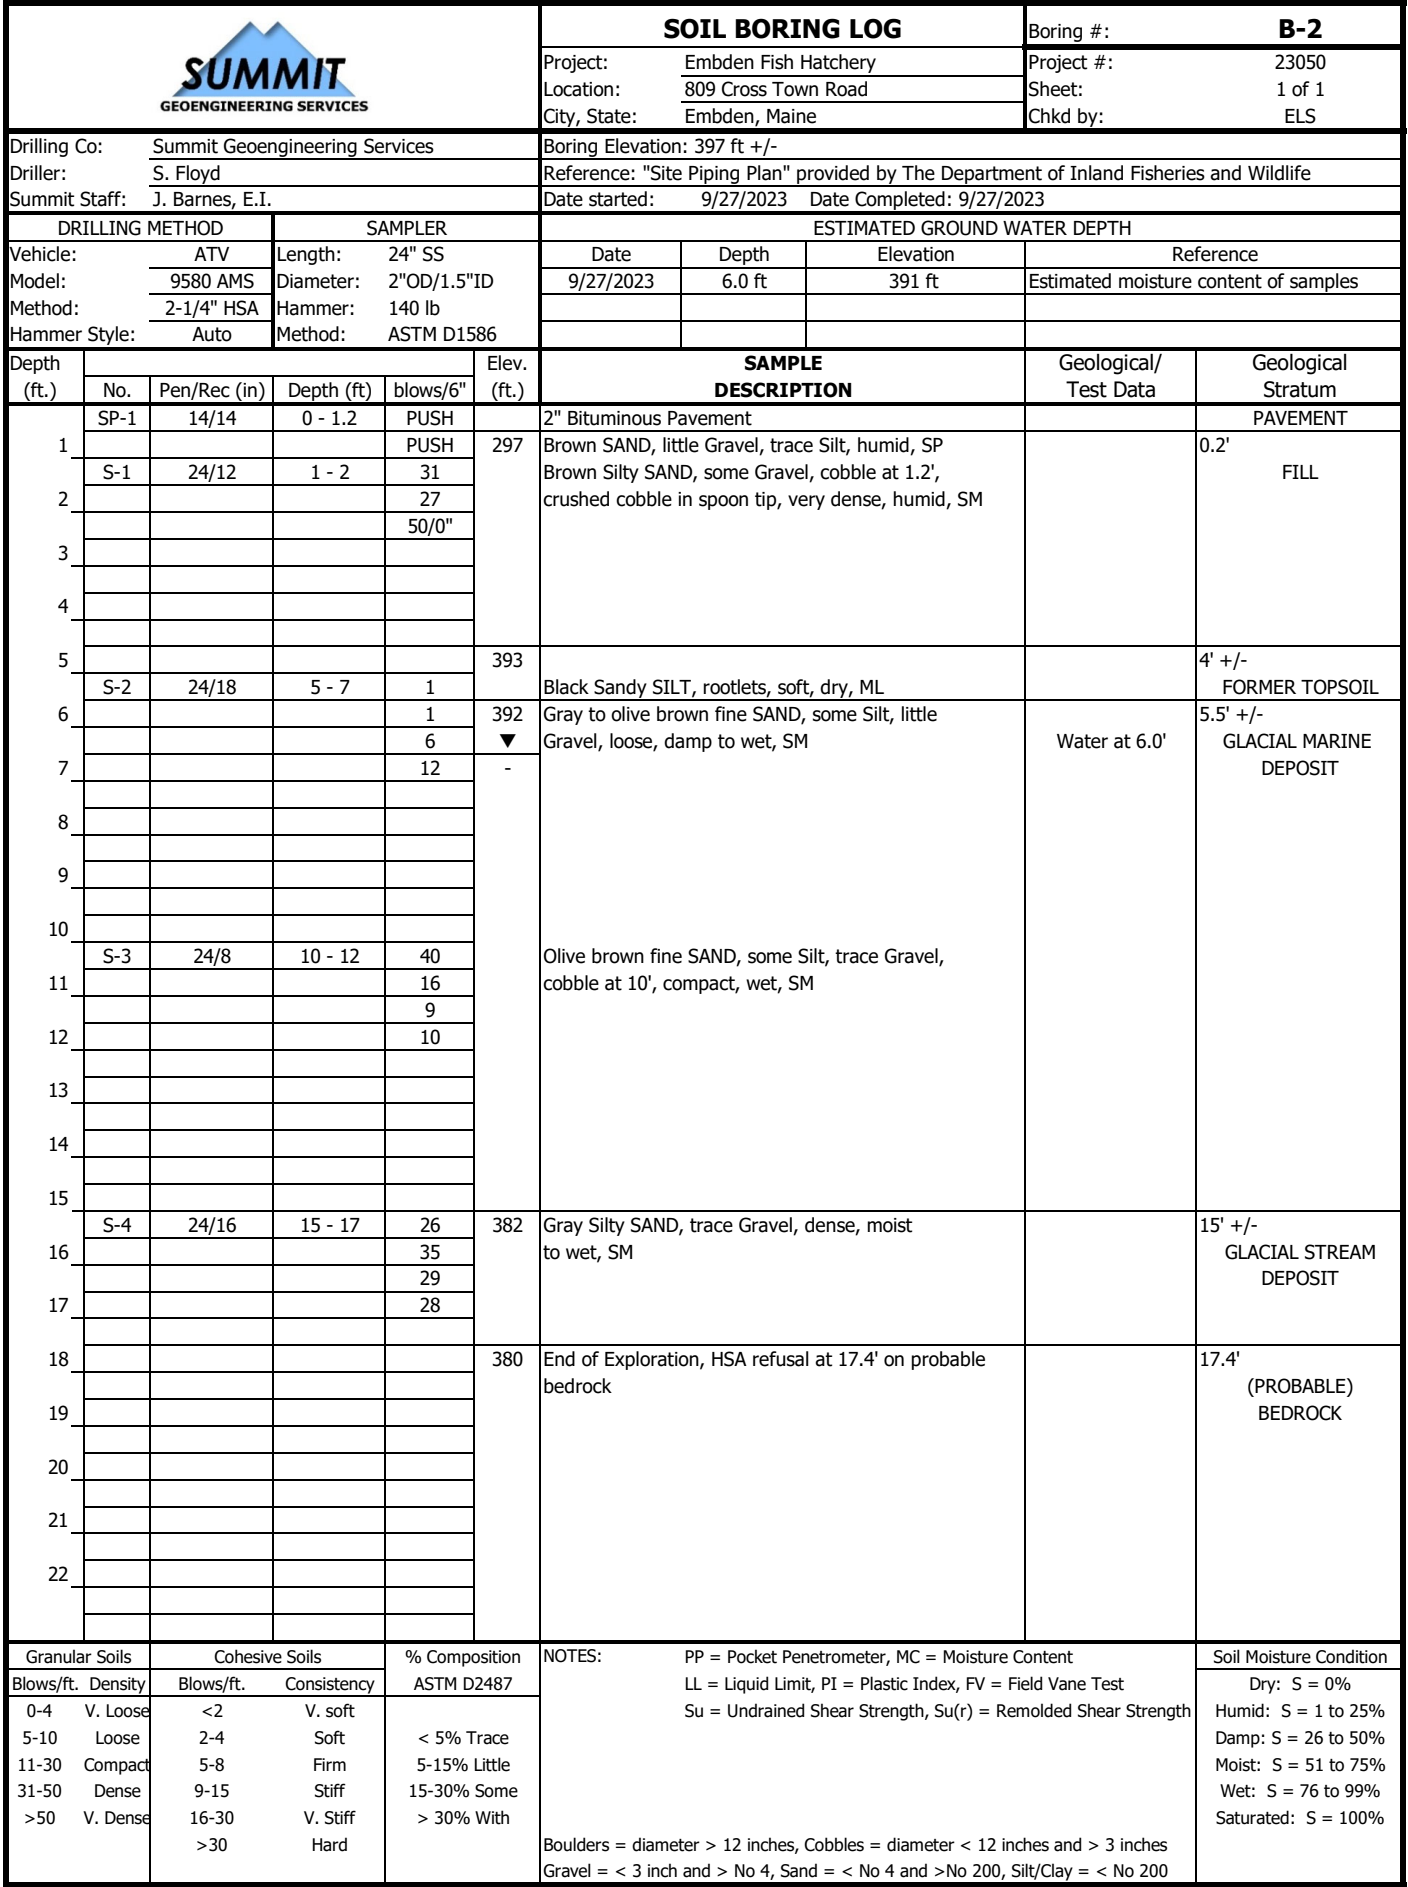 SUMMIT
GEOENGINEERING SERVICES
SOIL BORING LOG
Boring #: B-2
Project: Embden Fish Hatchery
Project #: 23050
Location: 809 Cross Town Road
Sheet: 1 of 1
City, State: Embden, Maine
Chkd by: ELS
Drilling Co: Summit Geoengineering Services
Boring Elevation: 397 ft +/-
Driller: S. Floyd
Reference: "Site Piping Plan" provided by The Department of Inland Fisheries and Wildlife
Summit Staff: J. Barnes, E.I.
Date started: 9/27/2023 Date Completed: 9/27/2023
DRILLING METHOD SAMPLER ESTIMATED GROUND WATER DEPTH
Vehicle: ATV Length: 24" SS Date Depth Elevation Reference
Model: 9580 AMS Diameter: 2"OD/1.5"ID 9/27/2023 6.0 ft 391 ft Estimated moisture content of samples
Method: 2-1/4" HSA Hammer: 140 lb
Hammer Style: Auto Method: ASTM D1586
Depth Elev. SAMPLE Geological/ Geological
(ft.) No. Pen/Rec (in) Depth (ft) blows/6" (ft.) DESCRIPTION Test Data Stratum
SP-1 14/14 0 - 1.2 PUSH 2" Bituminous Pavement PAVEMENT
1 PUSH 297 Brown SAND, little Gravel, trace Silt, humid, SP 0.2'
S-1 24/12 1 - 2 31 Brown Silty SAND, some Gravel, cobble at 1.2', FILL
2 27 crushed cobble in spoon tip, very dense, humid, SM
50/0"
3
4
5 393 4' +/-
S-2 24/18 5 - 7 1 Black Sandy SILT, rootlets, soft, dry, ML FORMER TOPSOIL
6 1 392 Gray to olive brown fine SAND, some Silt, little 5.5' +/-
6 ▼ Gravel, loose, damp to wet, SM Water at 6.0' GLACIAL MARINE
7 12 - DEPOSIT
8
9
10
S-3 24/8 10 - 12 40 Olive brown fine SAND, some Silt, trace Gravel,
11 16 cobble at 10', compact, wet, SM
9
12 10
13
14
15
S-4 24/16 15 - 17 26 382 Gray Silty SAND, trace Gravel, dense, moist 15' +/-
16 35 to wet, SM GLACIAL STREAM
29 DEPOSIT
17 28
18 380 End of Exploration, HSA refusal at 17.4' on probable 17.4'
bedrock (PROBABLE)
19 BEDROCK
20
21
22
Granular Soils Cohesive Soils % Composition NOTES: PP = Pocket Penetrometer, MC = Moisture Content Soil Moisture Condition
Blows/ft. Density Blows/ft. Consistency ASTM D2487 LL = Liquid Limit, PI = Plastic Index, FV = Field Vane Test Dry: S = 0%
0-4 V. Loose <2 V. soft Su = Undrained Shear Strength, Su(r) = Remolded Shear Strength Humid: S = 1 to 25%
5-10 Loose 2-4 Soft < 5% Trace Damp: S = 26 to 50%
11-30 Compact 5-8 Firm 5-15% Little Moist: S = 51 to 75%
31-50 Dense 9-15 Stiff 15-30% Some Wet: S = 76 to 99%
>50 V. Dense 16-30 V. Stiff > 30% With Saturated: S = 100%
>30 Hard Boulders = diameter > 12 inches, Cobbles = diameter < 12 inches and > 3 inches
Gravel = < 3 inch and > No 4, Sand = < No 4 and >No 200, Silt/Clay = < No 200